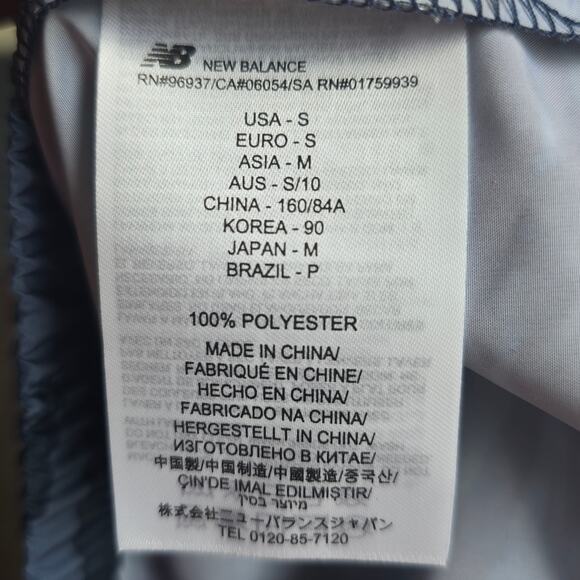 NB NEW BALANCE
RN#96937/CA#06054/SA RN#01759939
USA - S
EURO - S
ASIA - M
AUS - S/10
CHINA - 160/84A
KOREA - 90
JAPAN - M
BRAZIL - P
100% POLYESTER
MADE IN CHINA/
FABRIQUÉ EN CHINE/
HECHO EN CHINA/
FABRICADO NA CHINA/
HERGESTELLT IN CHINA/
ИЗГОТОВЛЕНО В КИТАЕ/
中国製/中国制造/中國製造/중국산/
ÇIN'DE IMAL EDILMIŞTIR/
מיוצר בסין
株式会社ニューバランスジャパン
TEL 0120-85-7120